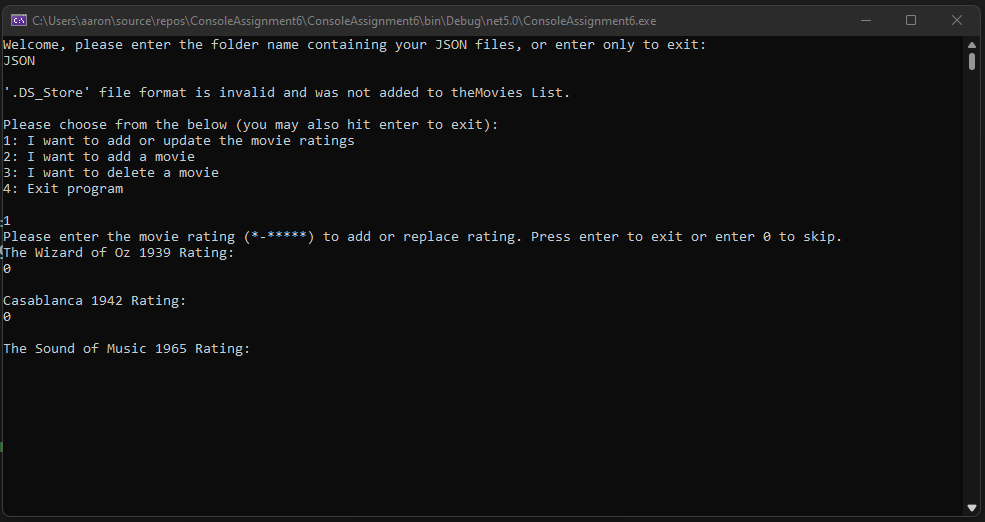 C:\Users\aaron\source\repos\ConsoleAssignment6\ConsoleAssignment6\bin\Debug\net5.0\ConsoleAssignment6.exe
Welcome, please enter the folder name containing your JSON files, or enter only to exit:
JSON
'.DS_Store' file format is invalid and was not added to theMovies List.
Please choose from the below (you may also hit enter to exit):
1: I want to add or update the movie ratings
2: I want to add a movie
3: I want to delete a movie
4: Exit program
1
Please enter the movie rating (*-*****) to add or replace rating. Press enter to exit or enter 0 to skip.
The Wizard of Oz 1939 Rating:
0
Casablanca 1942 Rating:
0
The Sound of Music 1965 Rating: